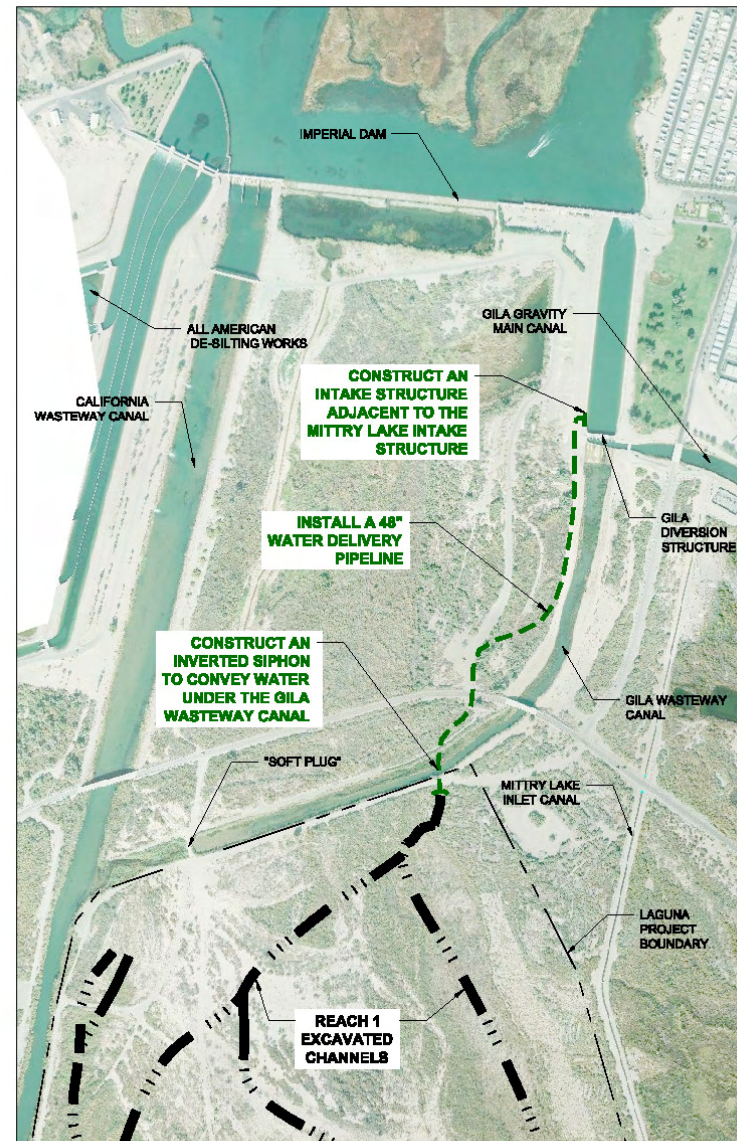 IMPERIAL DAM
ALL AMERICAN
DE-SILTING WORKS
GILA GRAVITY
MAIN CANAL
CALIFORNIA
WASTEWAY CANAL
CONSTRUCT AN
INTAKE STRUCTURE
ADJACENT TO THE
MITTRY LAKE INTAKE
STRUCTURE
INSTALL A 48"
WATER DELIVERY
PIPELINE
GILA
DIVERSION
STRUCTURE
CONSTRUCT AN
INVERTED SIPHON
TO CONVEY WATER
UNDER THE GILA
WASTEWAY CANAL
GILA WASTEWAY
CANAL
"SOFT PLUG"
MITTRY LAKE
INLET CANAL
LAGUNA
PROJECT
BOUNDARY
REACH 1
EXCAVATED
CHANNELS